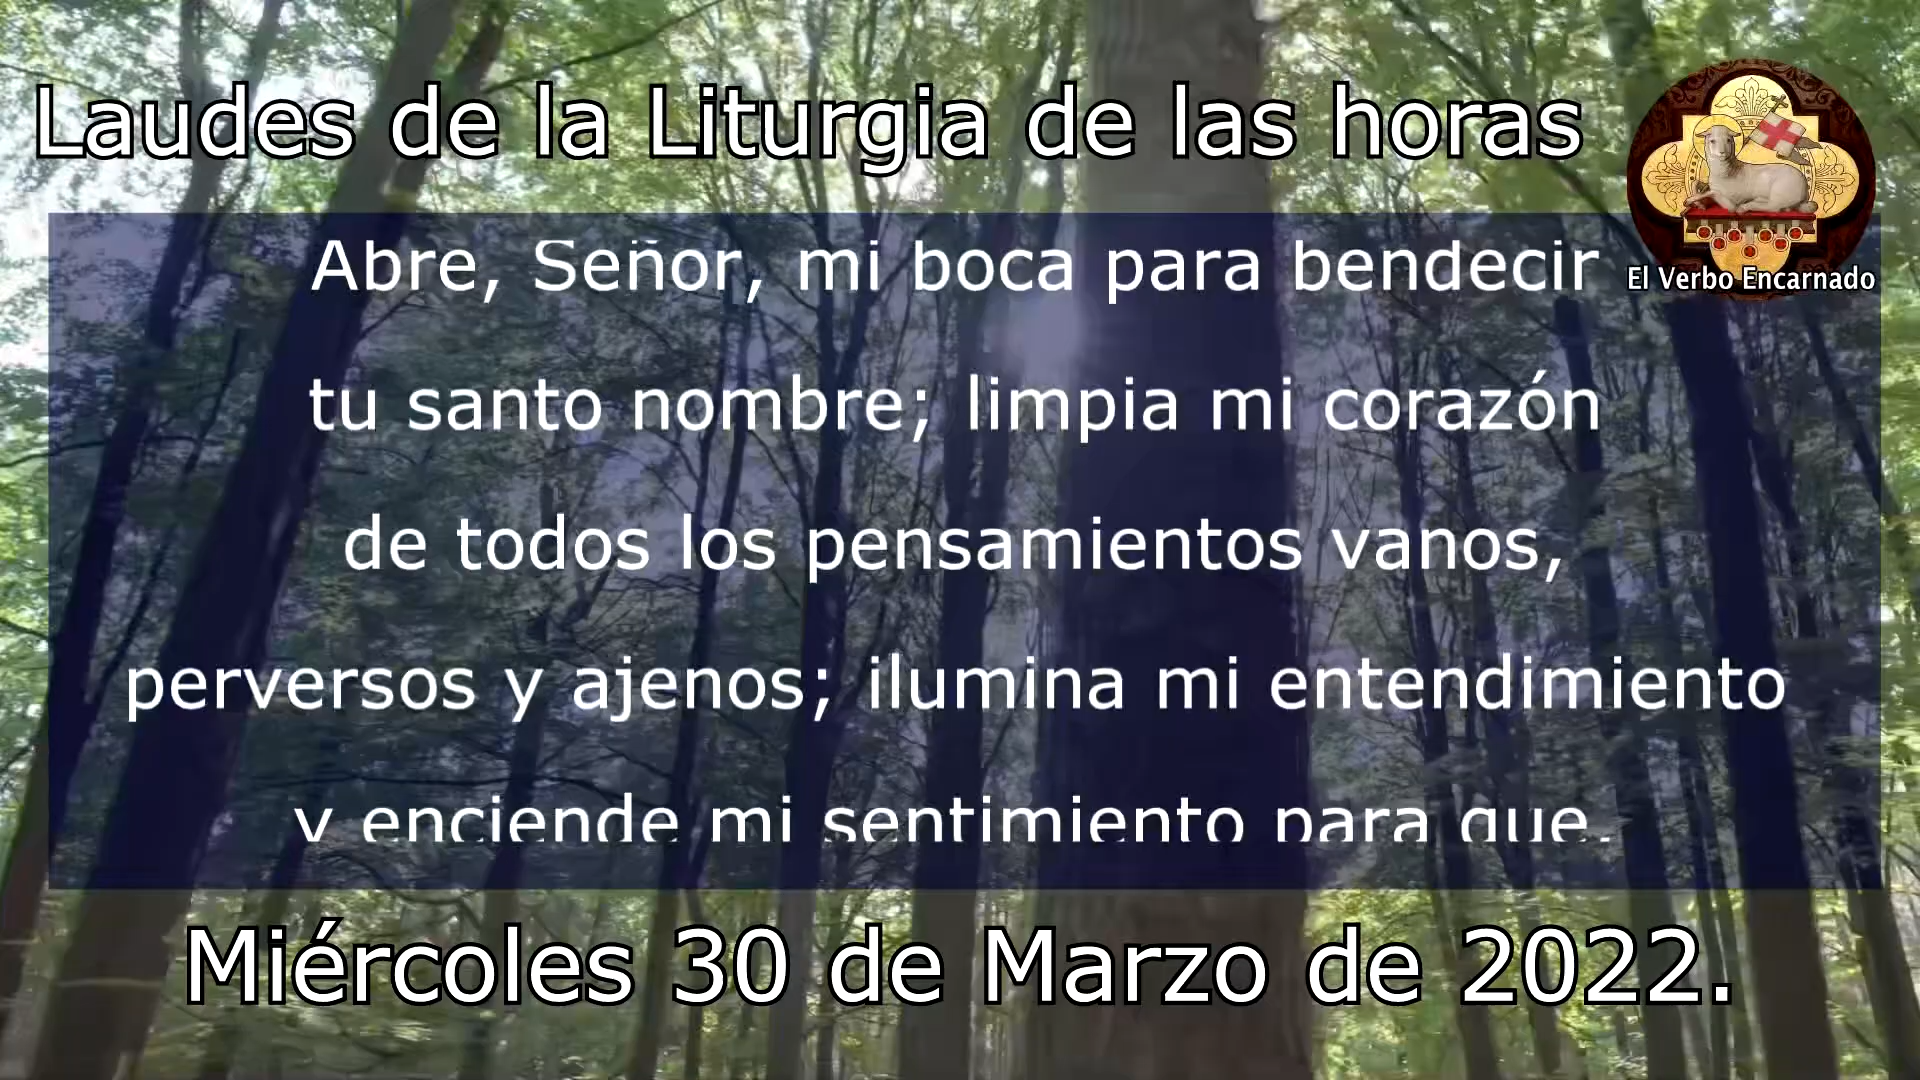 Laudes de la Liturgia de las horas
El Verbo Encarnado
Abre, Señor, mi boca para bendecir
tu santo nombre; limpia mi corazón
de todos los pensamientos vanos,
perversos y ajenos; ilumina mi entendimiento
y enciende mi sentimiento para que,
Miércoles 30 de Marzo de 2022.